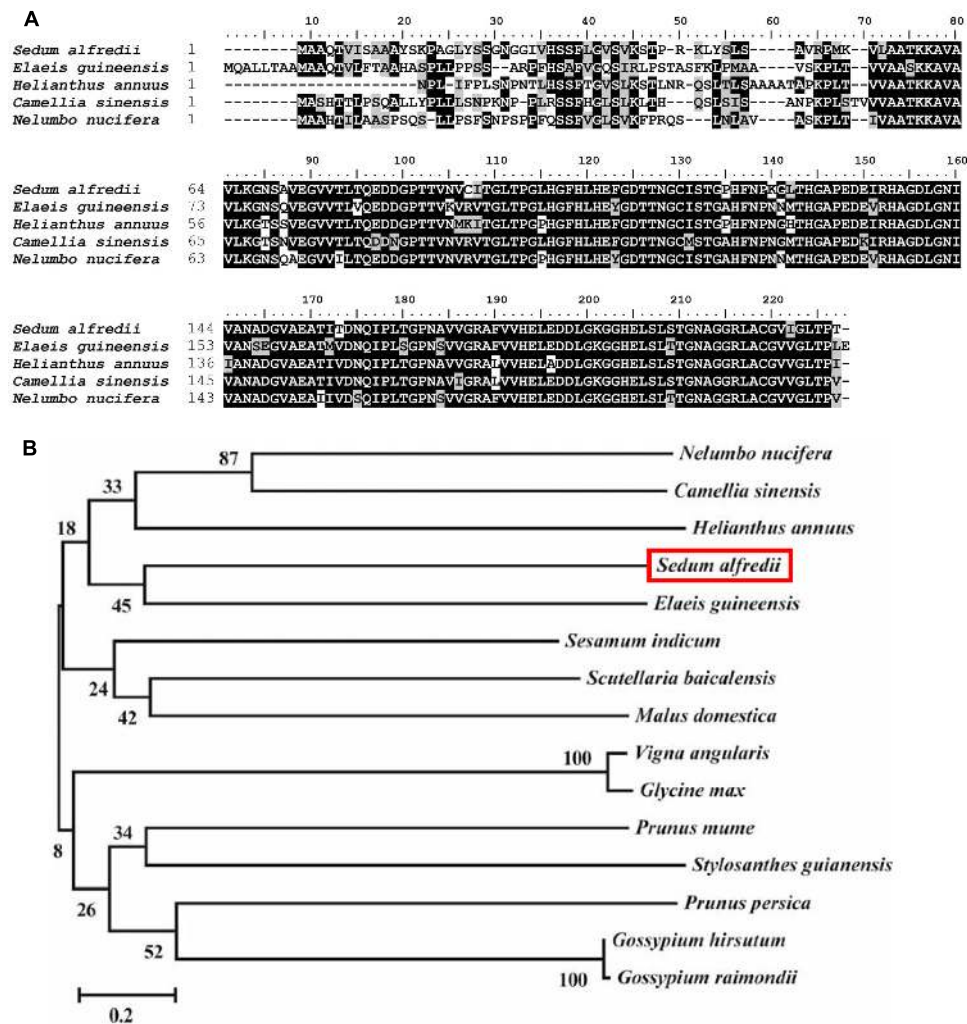 A
10 20 30 40 50 60 70 80
Sedum alfredii 1 --------MAAQTVISAAAYSKPAGLYSSGNGGIVHSSFLGVSVKSTP-R-KLYSLS-----AVRPMK--VLAATKKAVA
Elaeis guineensis 1 MQALLTAAMAAQTVLFTAAHASPLLPPSS--ARPFHSAFVGQSIRLPSTASFKLPMAA----VSKPLT--VVAASKKAVA
Helianthus annuus 1 ---------------------NPL-IFPLSNPNTLHSSFTGVSLKSTLNR-QSLTLSAAAATAPKPLT--VVAATKKAVA
Camellia sinensis 1 --------MASHTTLPSQALLYPLLLSNPKNP-PLRSSFHGLSLKLTH--QSLSIS-----ANPKPLSTVVVAATKKAVA
Nelumbo nucifera 1 --------MAAHTILAASPSQS-LLPSFSNPSPPFQSSFVGLSVKFPRQS--LNLAV-----ASKPLT--IVAATKKAVA
90 100 110 120 130 140 150 160
Sedum alfredii 64 VLKGNSAVEGVVTLTQEDDGPTTVNVCITGLTPGLHGFHLHEFGDTTNGCISTGPHFNPKGLTHGAPEDEIRHAGDLGNI
Elaeis guineensis 73 VLKGNSQVEGVVTLVQEDDGPTTVKVRVTGLTPGLHGFHLHEYGDTTNGCISTGAHFNPNNMTHGAPEDEVRHAGDLGNI
Helianthus annuus 56 VLKGTSSVEGVVTLTQEDDGPTTVNMKITGLTPGPHGFHLHEFGDTTNGCISTGPHFNPNGHTHGAPEDEIRHAGDLGNI
Camellia sinensis 65 VLKGTSNVEGVVTLTQDDNGPTTVNVRVTGLTPGLHGFHLHEFGDTTNGCMSTGAHFNPNGMTHGAPEDKIRHAGDLGNI
Nelumbo nucifera 63 VLKGNSQAEGVVILTQEDDGPTTVNVRVTGLTPGPHGFHLHEYGDTTNGCISTGAHFNPNNMTHGAPEDEVRHAGDLGNI
170 180 190 200 210 220
Sedum alfredii 144 VANADGVAEATITDNQIPLTGPNAVVGRAFVVHELEDDLGKGGHELSLSTGNAGGRLACGVIGLTPT-
Elaeis guineensis 153 VANSEGVAEATMVDNQIPLSGPNSVVGRAFVVHELEDDLGKGGHELSLTTGNAGGRLACGVVGLTPLE
Helianthus annuus 136 IANADGVAEATIVDNQIPLTGPNAVVGRALVVHELADDLGKGGHELSLSTGNAGGRLACGVVGLTPI-
Camellia sinensis 145 VANADGVAEATIVDNQIPLTGPNAVIGRALVVHELEDDLGKGGHELSLSTGNAGGRLACGVVGLTPV-
Nelumbo nucifera 143 VANADGVAEAIIVDSQIPLTGPNSVVGRAFVVHELEDDLGKGGHELSLTTGNAGGRLACGVVGLTPV-
B
Nelumbo nucifera
87
Camellia sinensis
33
Helianthus annuus
18
Sedum alfredii
45
Elaeis guineensis
Sesamum indicum
24
Scutellaria baicalensis
42
Malus domestica
Vigna angularis
100
Glycine max
Prunus mume
34
8
Stylosanthes guianensis
26
Prunus persica
52
Gossypium hirsutum
100
Gossypium raimondii
0.2